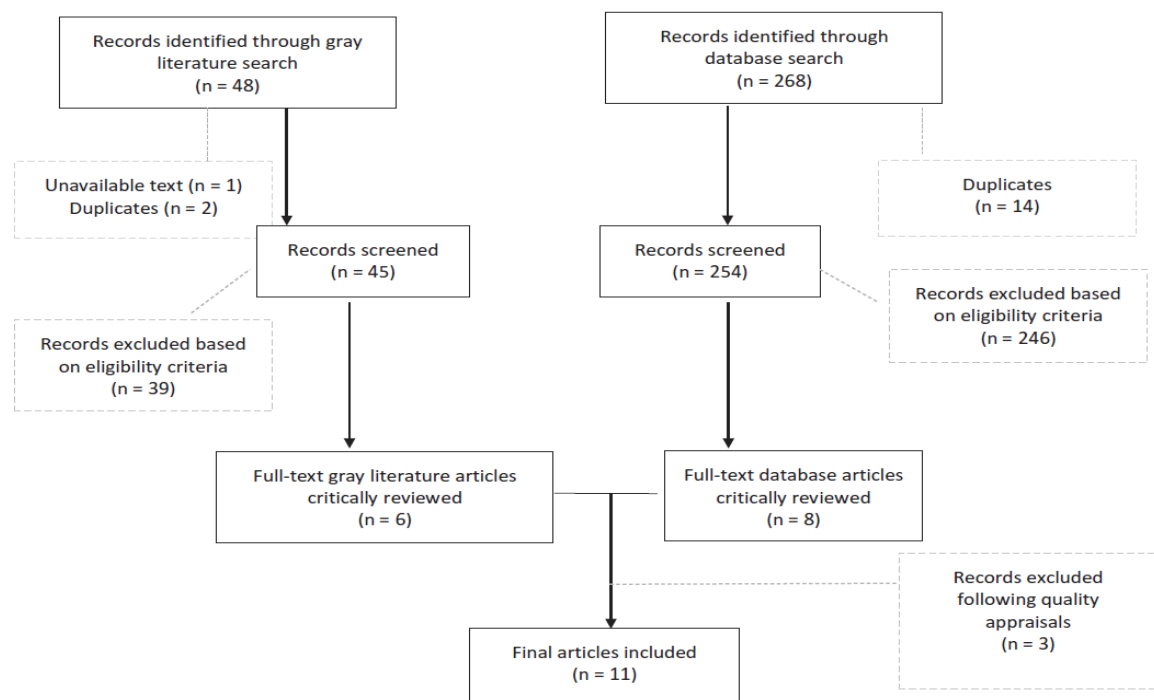 Records identified through gray
literature search
(n = 48)
Records identified through
database search
(n = 268)
Unavailable text (n = 1)
Duplicates (n = 2)
Duplicates
(n = 14)
Records screened
(n = 45)
Records screened
(n = 254)
Records excluded based
on eligibility criteria
(n = 39)
Records excluded based
on eligibility criteria
(n = 246)
Full-text gray literature articles
critically reviewed
(n = 6)
Full-text database articles
critically reviewed
(n = 8)
Records excluded
following quality
appraisals
(n = 3)
Final articles included
(n = 11)